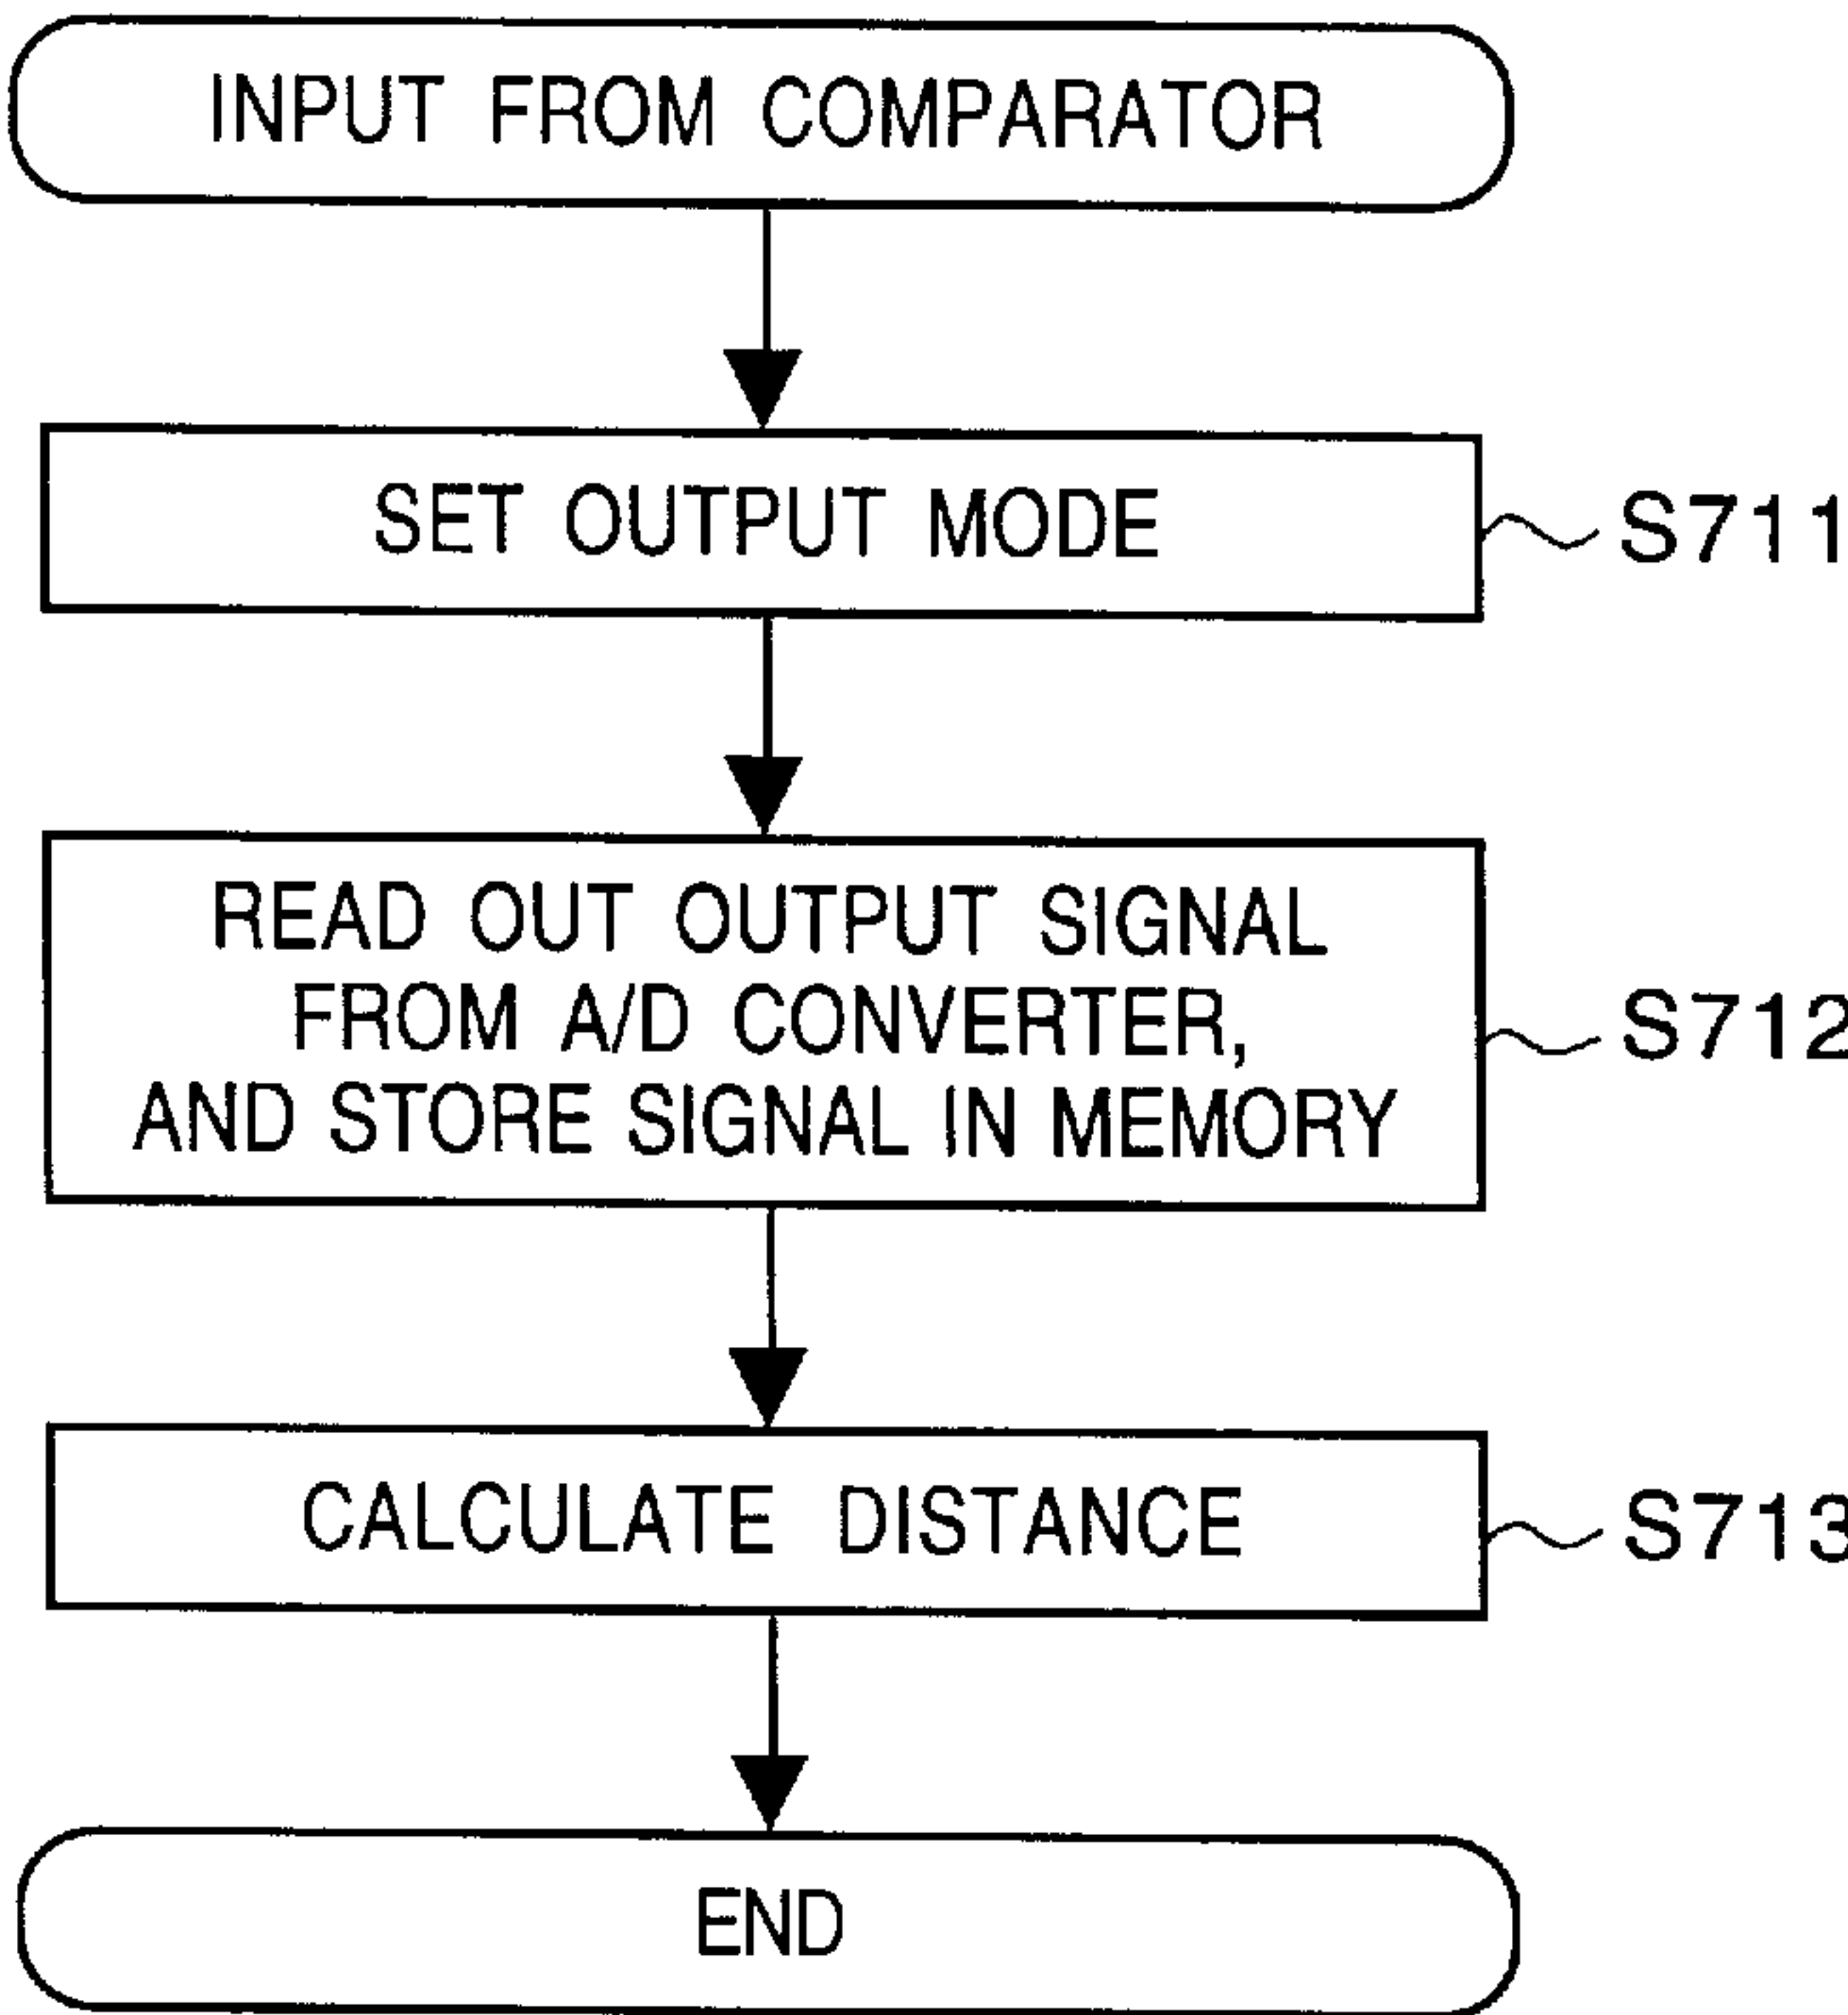 INPUT FROM COMPARATOR
SET OUTPUT MODE
S711
READ OUT OUTPUT SIGNAL
FROM A/D CONVERTER,
AND STORE SIGNAL IN MEMORY
S712
CALCULATE DISTANCE
S713
END